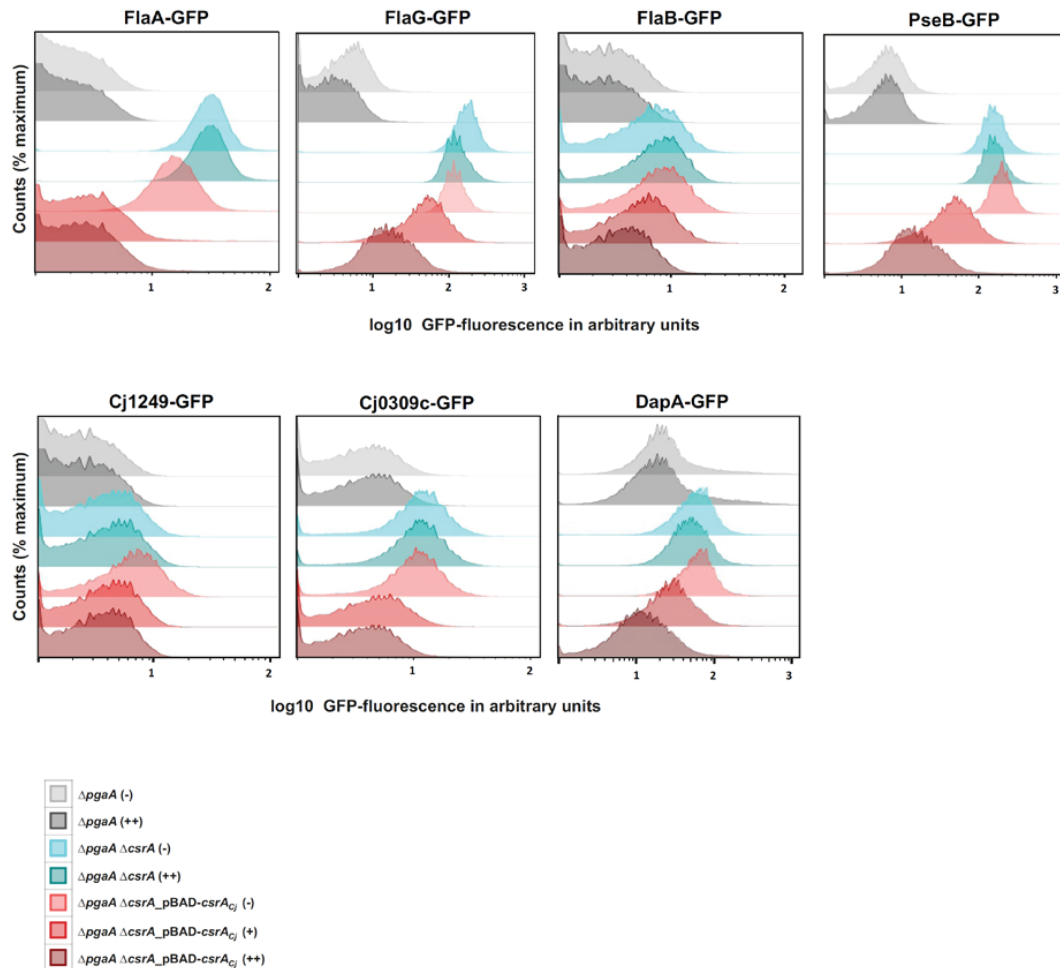 FlaA-GFP FlaG-GFP FlaB-GFP PseB-GFP
Counts (% maximum)
1 2 1 2 3 1 2 1 2 3
log10 GFP-fluorescence in arbitrary units
Cj1249-GFP Cj0309c-GFP DapA-GFP
Counts (% maximum)
1 1 2 1 2 3
log10 GFP-fluorescence in arbitrary units
ΔpgaA (-)
ΔpgaA (++)
ΔpgaA ΔcsrA (-)
ΔpgaA ΔcsrA (++)
ΔpgaA ΔcsrA_pBAD-csrACj (-)
ΔpgaA ΔcsrA_pBAD-csrACj (+)
ΔpgaA ΔcsrA_pBAD-csrACj (++)